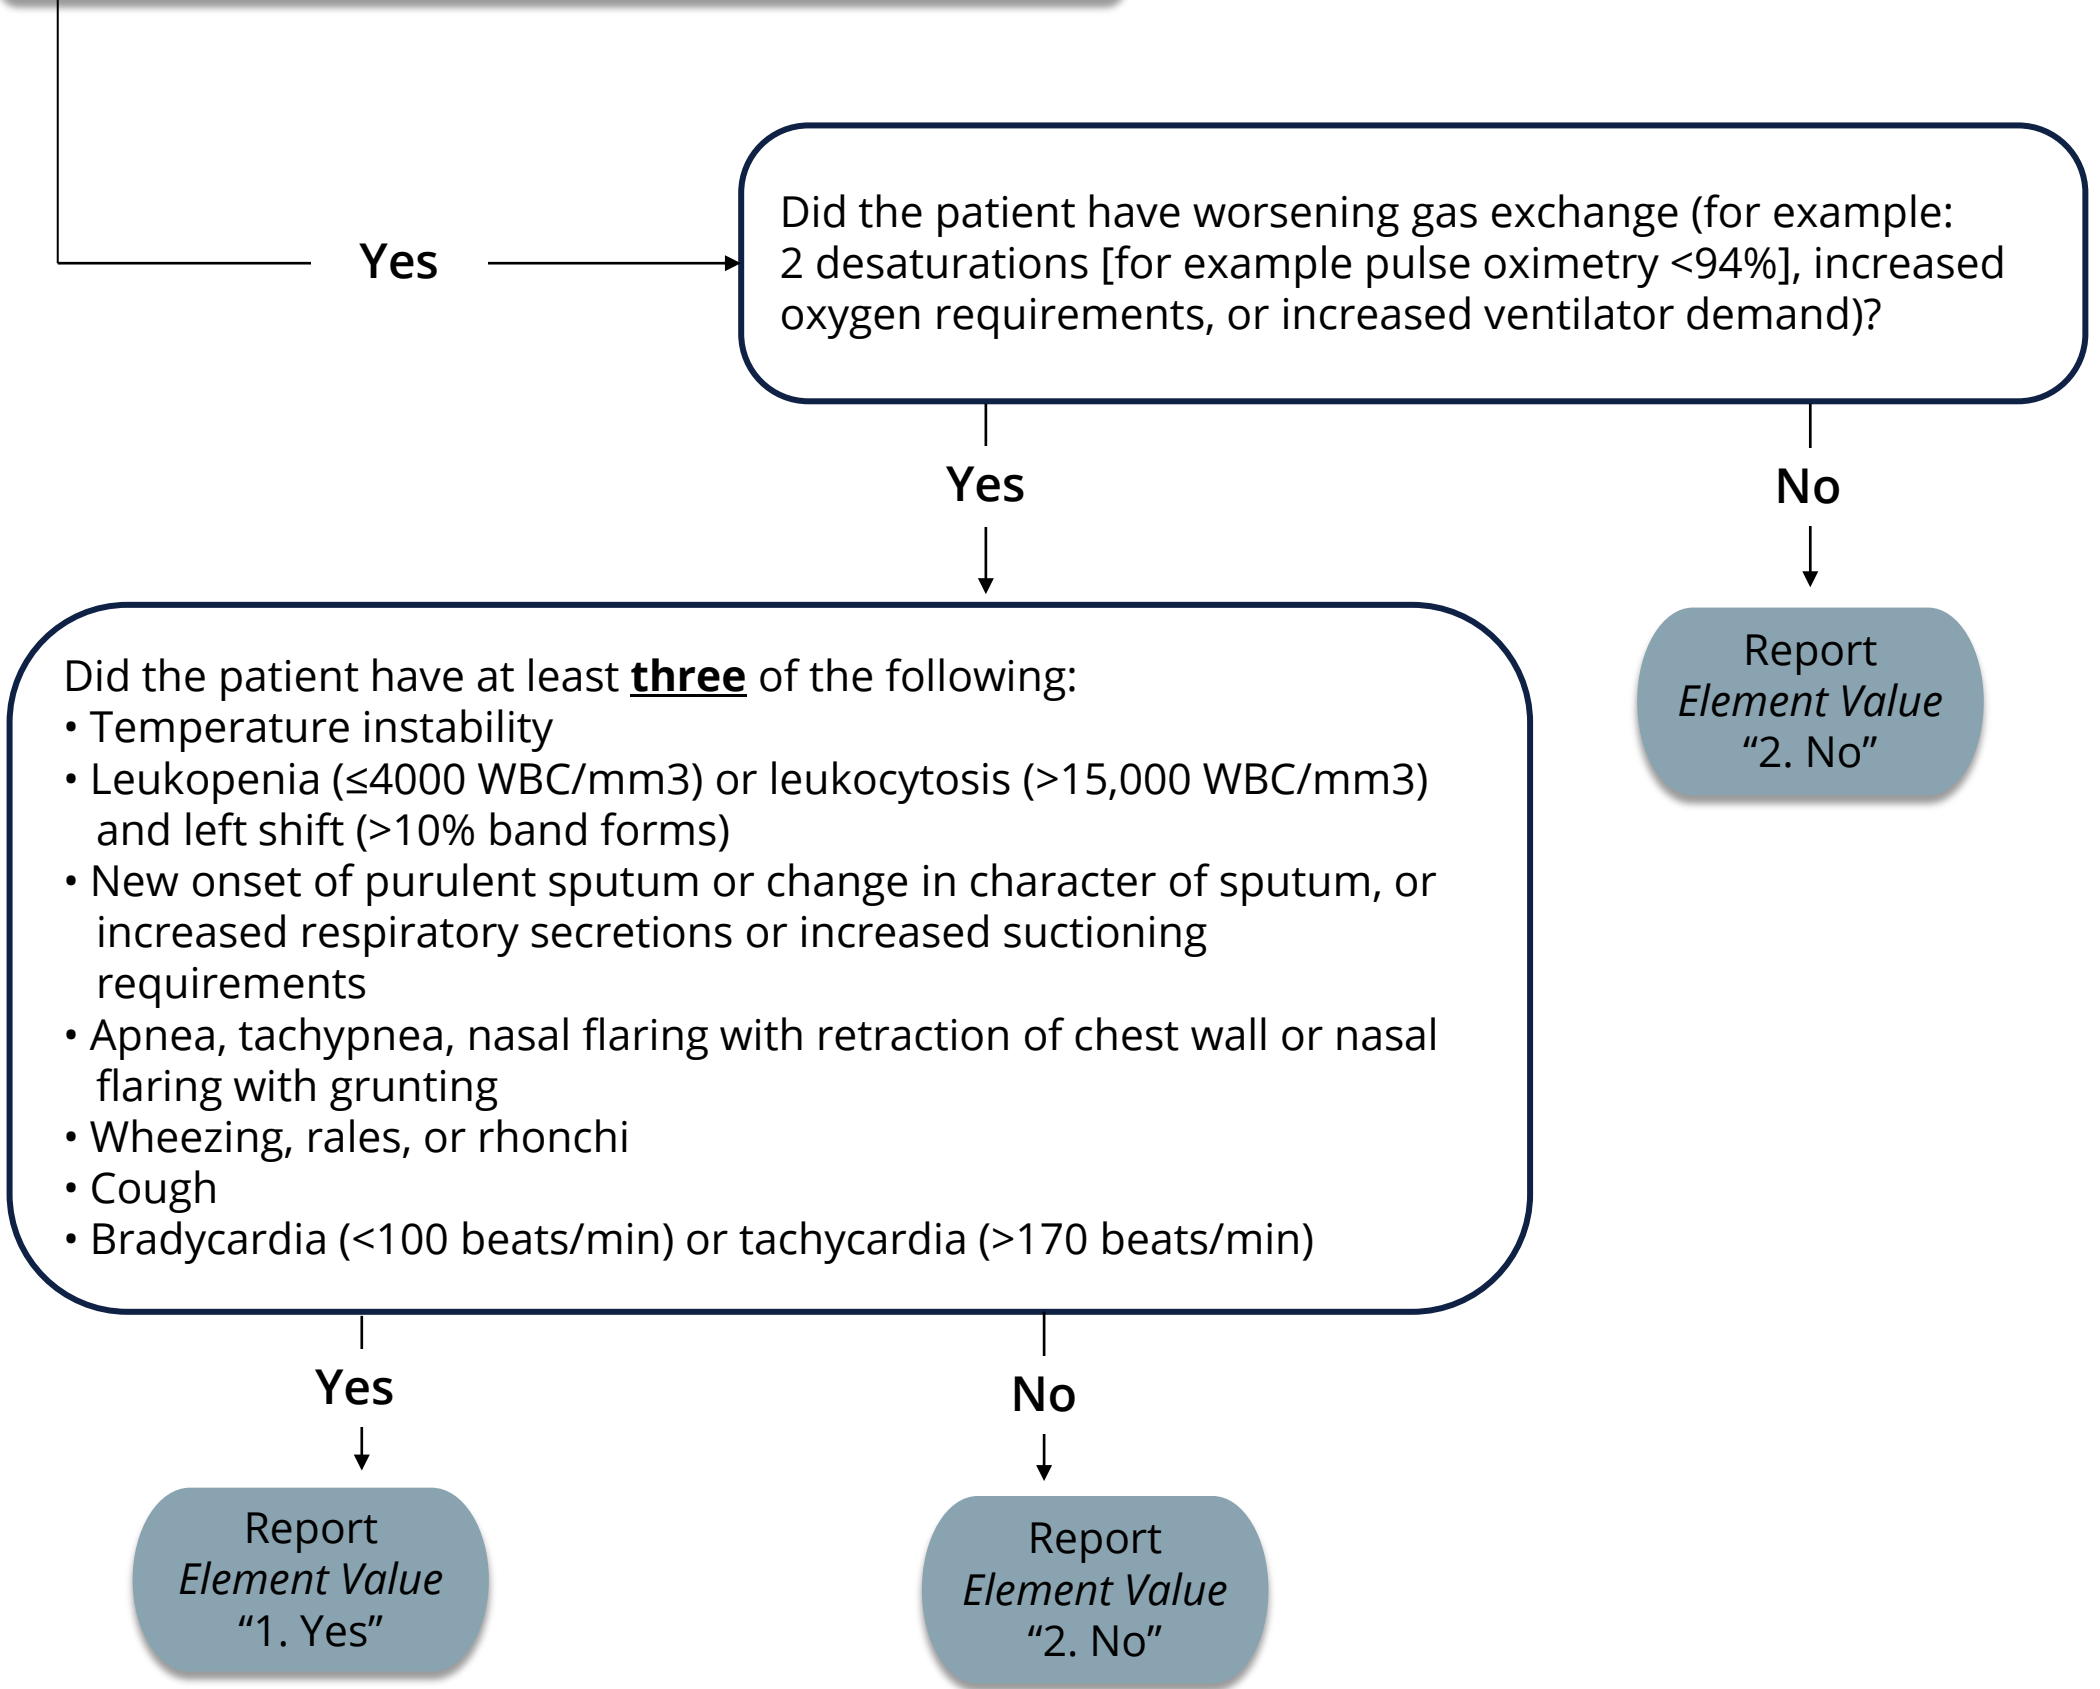 Yes
Did the patient have worsening gas exchange (for example:
2 desaturations [for example pulse oximetry <94%], increased
oxygen requirements, or increased ventilator demand)?
Yes
No
Report
Element Value
“2. No”
Did the patient have at least three of the following:
• Temperature instability
• Leukopenia (≤4000 WBC/mm3) or leukocytosis (>15,000 WBC/mm3)
and left shift (>10% band forms)
• New onset of purulent sputum or change in character of sputum, or
increased respiratory secretions or increased suctioning
requirements
• Apnea, tachypnea, nasal flaring with retraction of chest wall or nasal
flaring with grunting
• Wheezing, rales, or rhonchi
• Cough
• Bradycardia (<100 beats/min) or tachycardia (>170 beats/min)
Yes
No
Report
Element Value
“1. Yes”
Report
Element Value
“2. No”